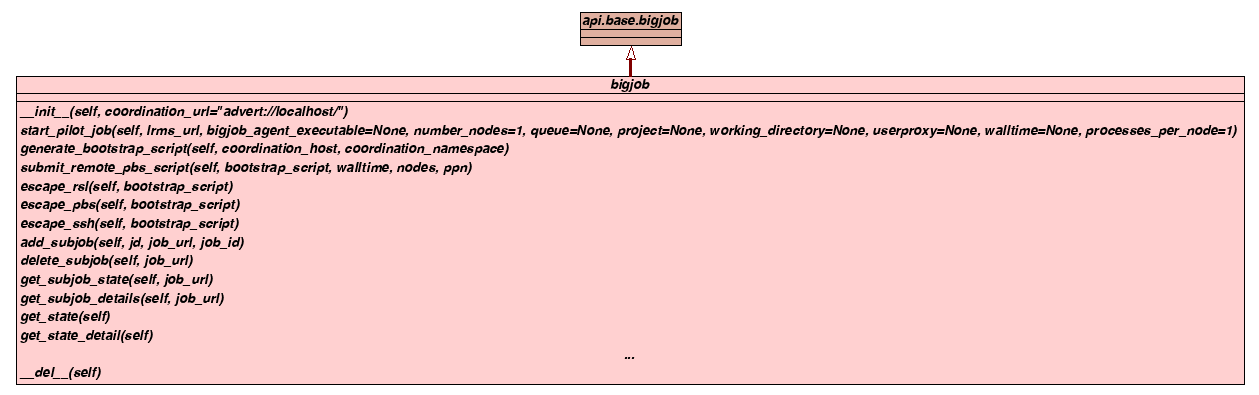 api.base.bigjob
bigjob
__init__(self, coordination_url="advert://localhost/")
start_pilot_job(self, lrms_url, bigjob_agent_executable=None, number_nodes=1, queue=None, project=None, working_directory=None, userproxy=None, walltime=None, processes_per_node=1)
generate_bootstrap_script(self, coordination_host, coordination_namespace)
submit_remote_pbs_script(self, bootstrap_script, walltime, nodes, ppn)
escape_rsl(self, bootstrap_script)
escape_pbs(self, bootstrap_script)
escape_ssh(self, bootstrap_script)
add_subjob(self, jd, job_url, job_id)
delete_subjob(self, job_url)
get_subjob_state(self, job_url)
get_subjob_details(self, job_url)
get_state(self)
get_state_detail(self)
...
__del__(self)